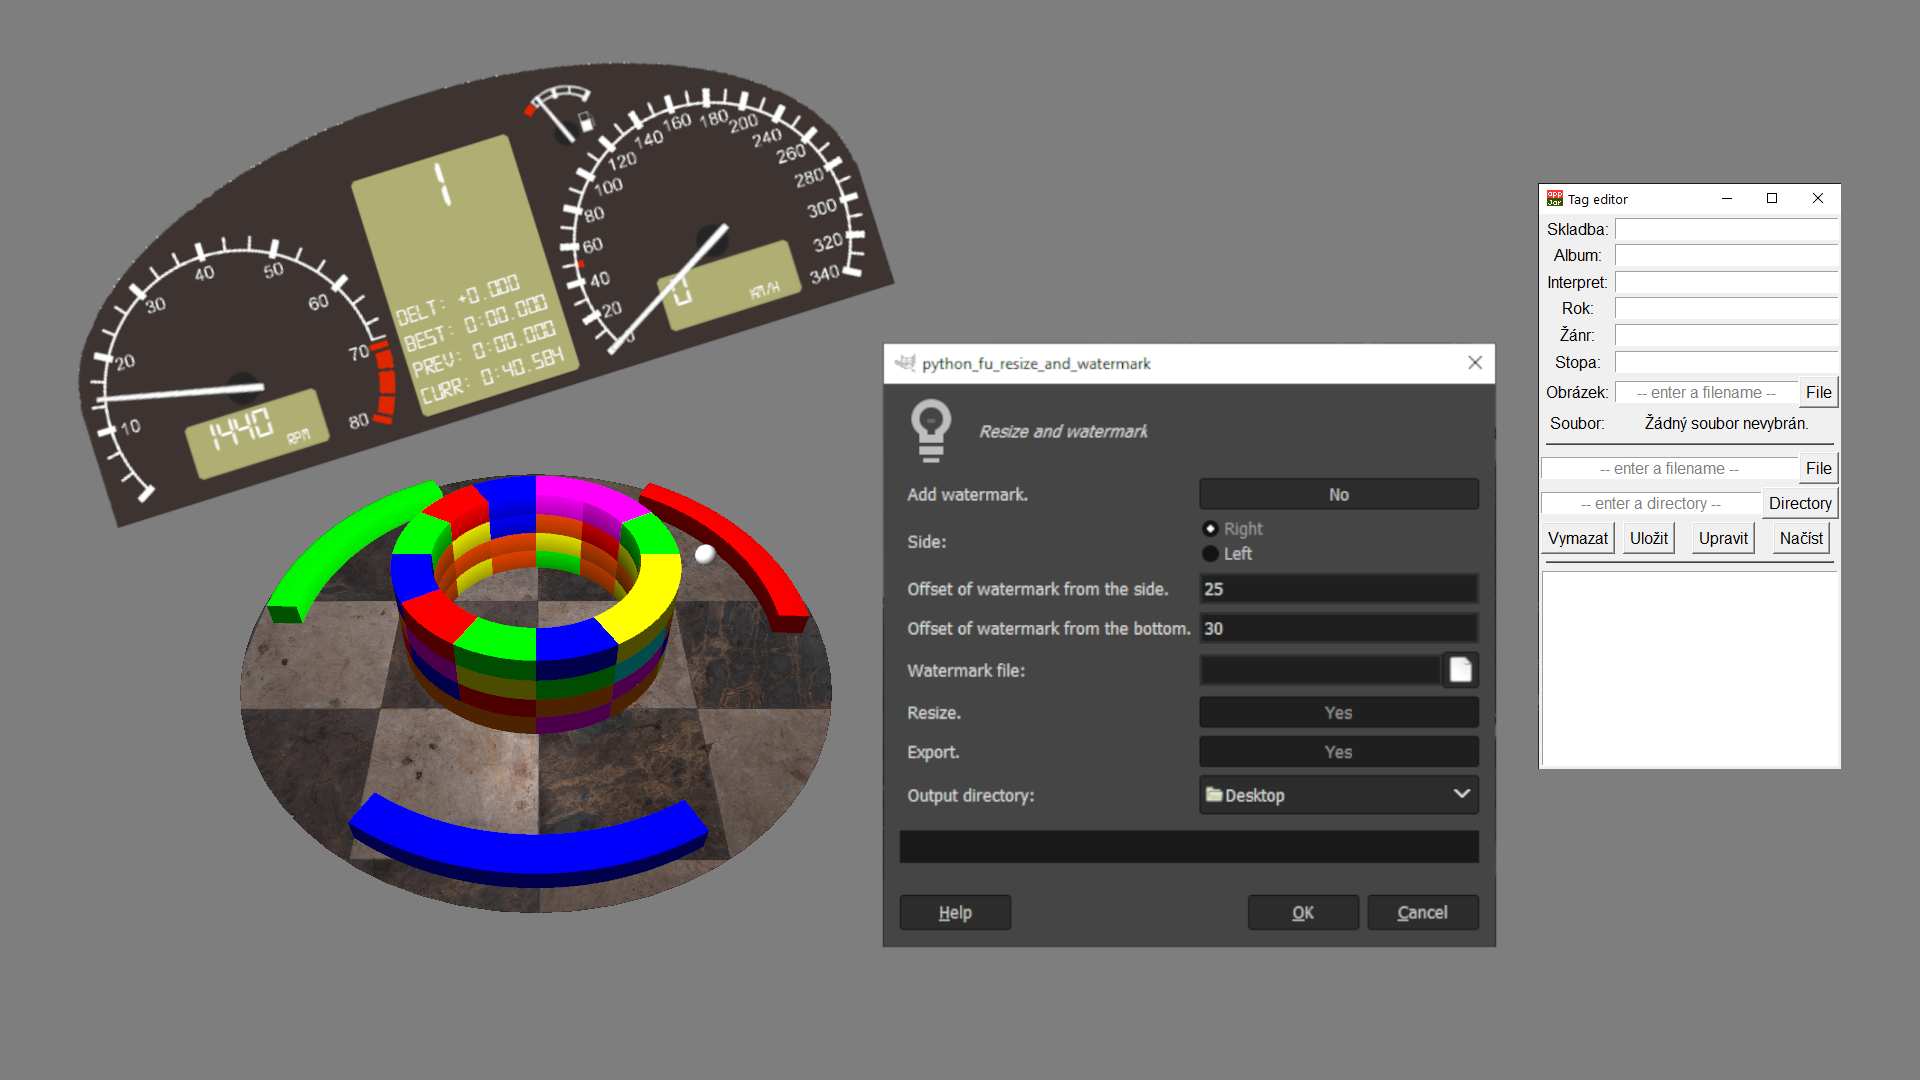 10
20
30
40
50
60
70
80
1440 RPM
1
DELT: +0.000
BEST: 0:00.000
PREV: 0:00.000
CURR: 0:40.584
0
20
40
60
80
100
120
140
160
180
200
240
260
280
300
320
340
0 KM/H
python_fu_resize_and_watermark
Resize and watermark
Add watermark. No
Side: Right
Left
Offset of watermark from the side. 25
Offset of watermark from the bottom. 30
Watermark file:
Resize. Yes
Export. Yes
Output directory: Desktop
Help OK Cancel
app Jar Tag editor
Skladba:
Album:
Interpret:
Rok:
Žánr:
Stopa:
Obrázek: -- enter a filename -- File
Soubor: Žádný soubor nevybrán.
-- enter a filename -- File
-- enter a directory -- Directory
Vymazat Uložit Upravit Načíst